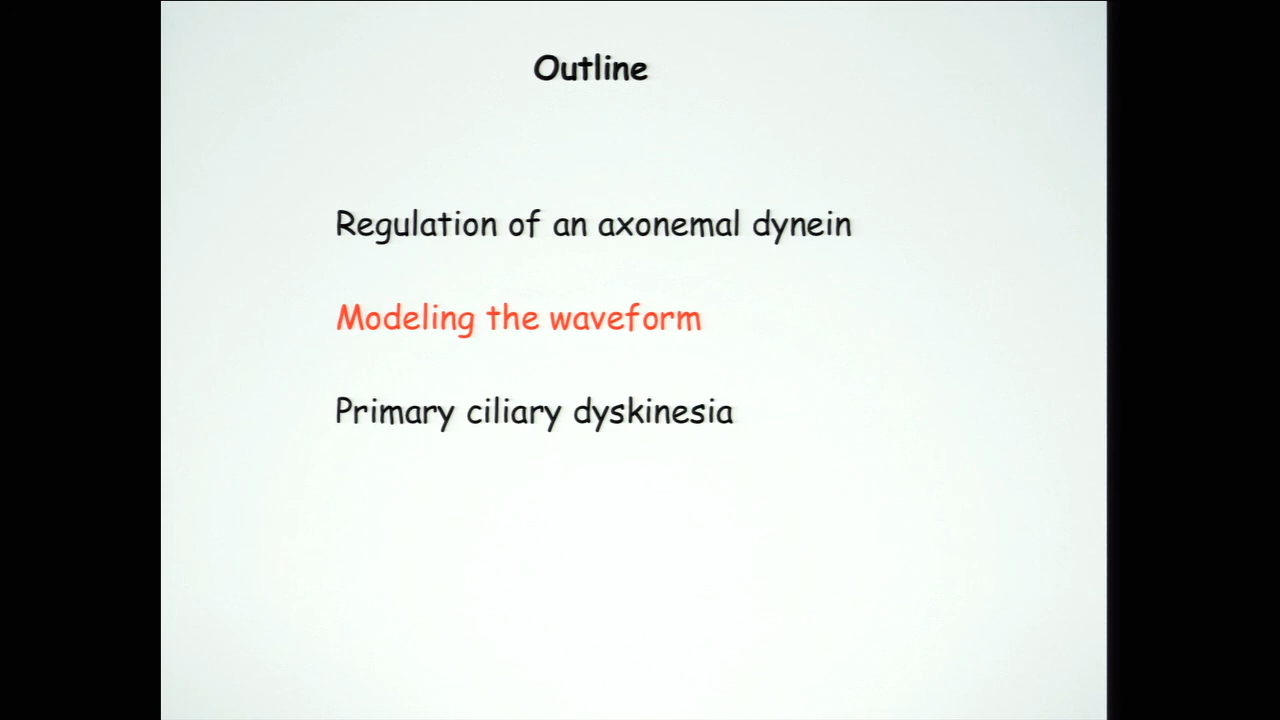 Outline
Regulation of an axonemal dynein
Modeling the waveform
Primary ciliary dyskinesia